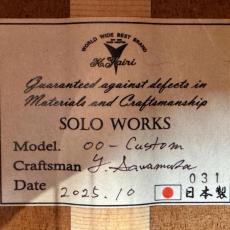 WORLD WIDE BEST BRAND
K. Yairi
Guaranteed against defects in
Materials and Craftsmanship
SOLO WORKS
Model. 00-Custom
Craftsman Y. Sawamura
031
Date 2025.10 日本製